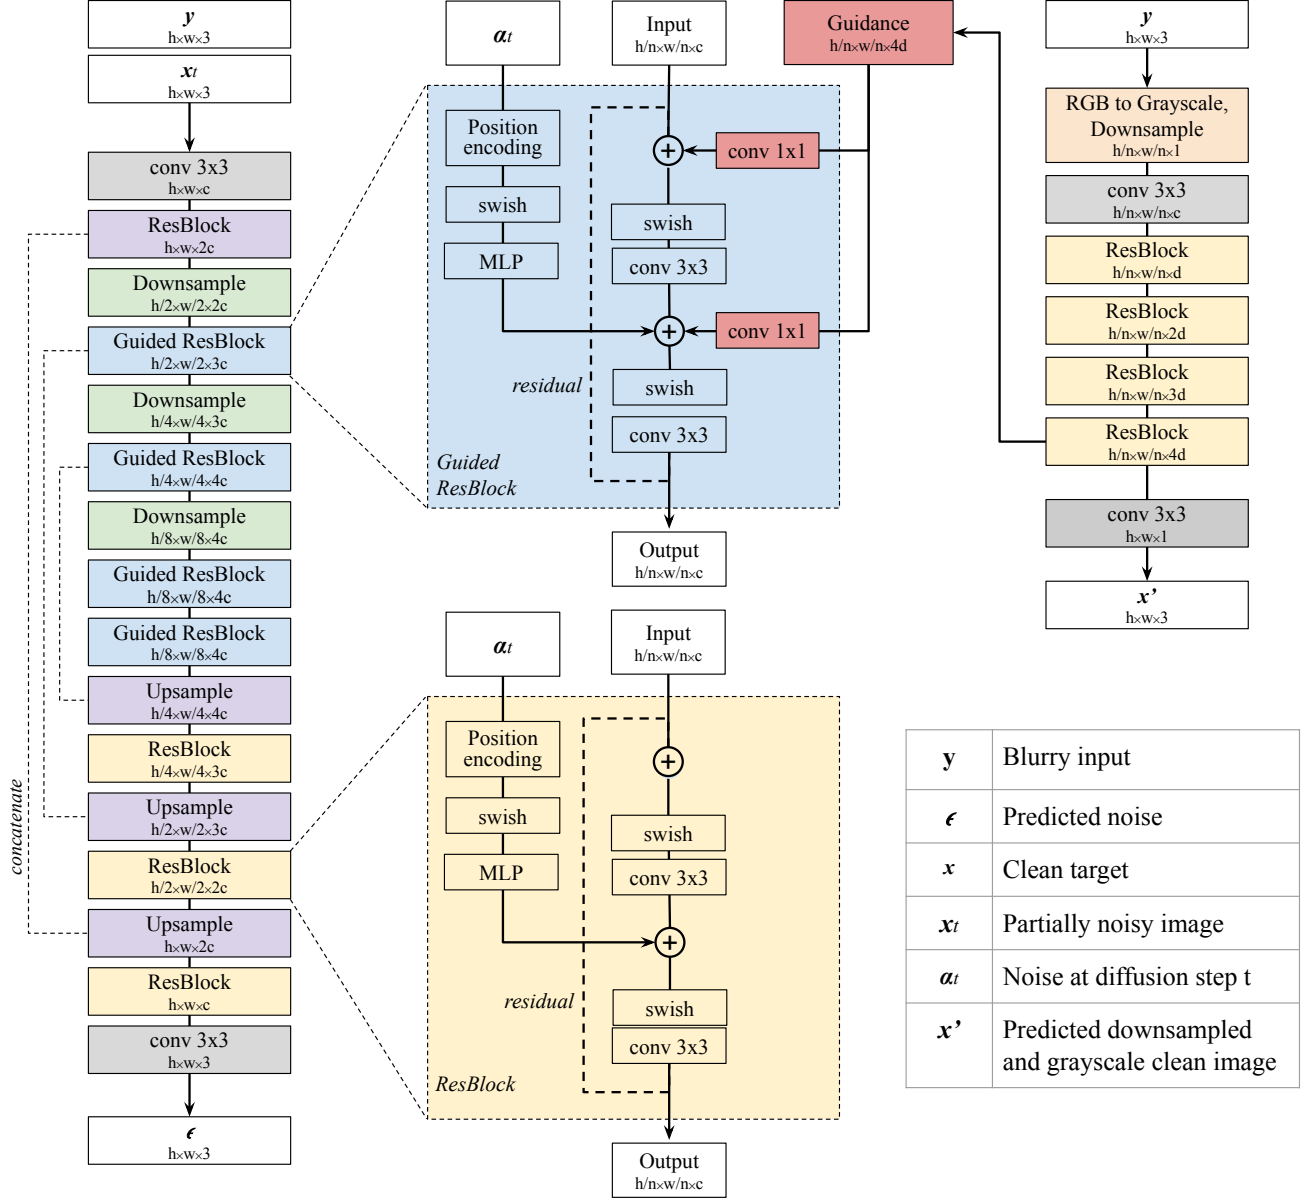 y
h×w×3
xt
h×w×3
conv 3x3
h×w×c
ResBlock
h×w×2c
Downsample
h/2×w/2×2c
Guided ResBlock
h/2×w/2×3c
Downsample
h/4×w/4×3c
Guided ResBlock
h/4×w/4×4c
Downsample
h/8×w/8×4c
Guided ResBlock
h/8×w/8×4c
Guided ResBlock
h/8×w/8×4c
Upsample
h/4×w/4×4c
ResBlock
h/4×w/4×3c
Upsample
h/2×w/2×3c
ResBlock
h/2×w/2×2c
Upsample
h×w×2c
ResBlock
h×w×c
conv 3x3
h×w×3
ϵ
h×w×3
concatenate
αt
Input
h/n×w/n×c
Guidance
h/n×w/n×4d
Position
encoding
swish
MLP
+
conv 1x1
swish
conv 3x3
+
conv 1x1
residual
swish
conv 3x3
Guided
ResBlock
Output
h/n×w/n×c
αt
Input
h/n×w/n×c
Position
encoding
swish
MLP
+
swish
conv 3x3
+
residual
swish
conv 3x3
ResBlock
Output
h/n×w/n×c
y
h×w×3
RGB to Grayscale,
Downsample
h/n×w/n×1
conv 3x3
h/n×w/n×c
ResBlock
h/n×w/n×d
ResBlock
h/n×w/n×2d
ResBlock
h/n×w/n×3d
ResBlock
h/n×w/n×4d
conv 3x3
h×w×1
x’
h×w×3
y Blurry input
ϵ Predicted noise
x Clean target
xt Partially noisy image
αt Noise at diffusion step t
x’ Predicted downsampled
and grayscale clean image